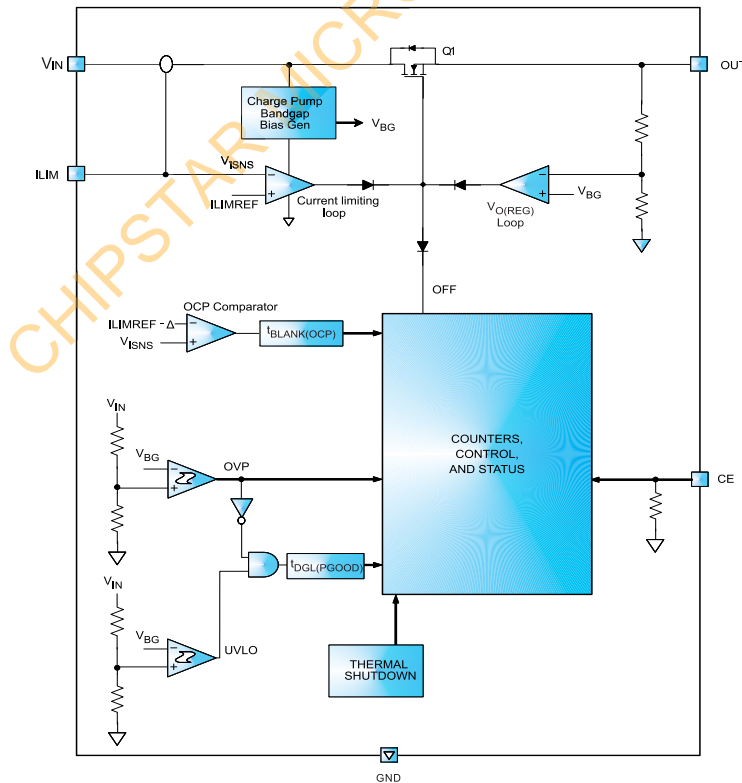 CHIPSTAR MICR
Q1
VIN
OUT
Charge Pump
Bandgap
Bias Gen
VBG
ILIM
VISNS
ILIMREF
Current limiting
loop
VO(REG)
Loop
VBG
OFF
OCP Comparator
ILIMREF - Δ
VISNS
tBLANK(OCP)
VIN
VBG
OVP
COUNTERS,
CONTROL,
AND STATUS
CE
tDGL(PGOOD)
VIN
VBG
UVLO
THERMAL
SHUTDOWN
GND